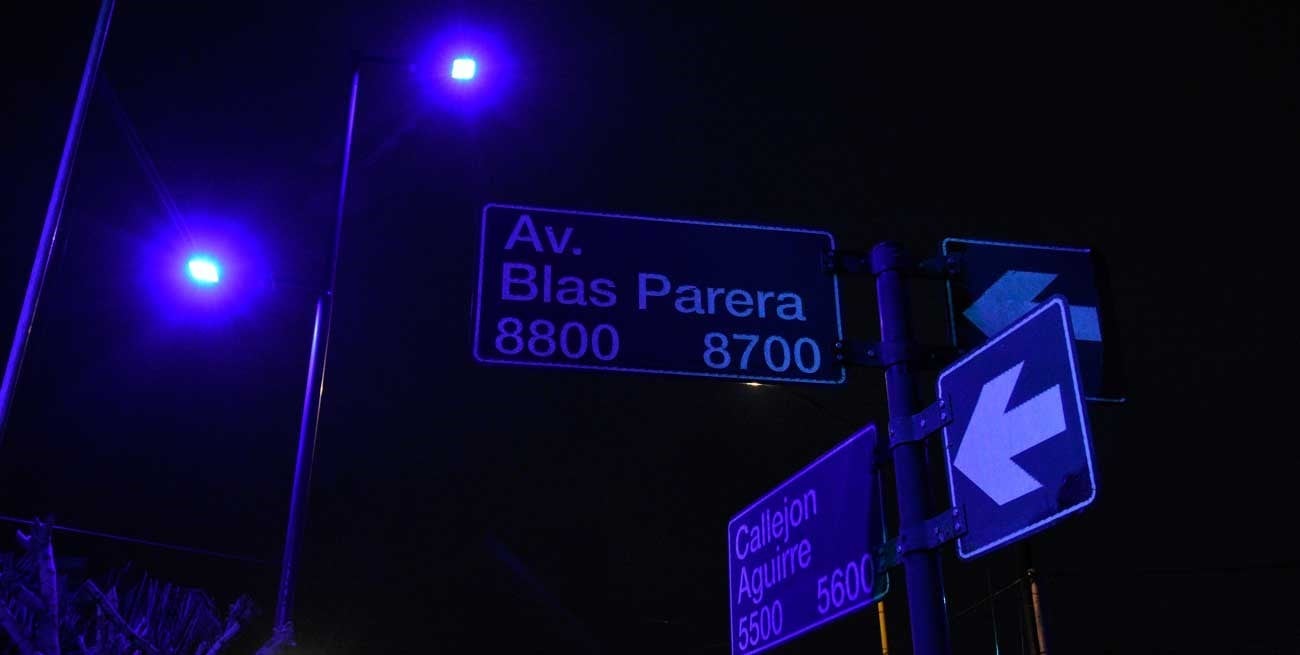 Av.
Blas Parera
8800 8700
Callejon
Aguirre
5500 5600